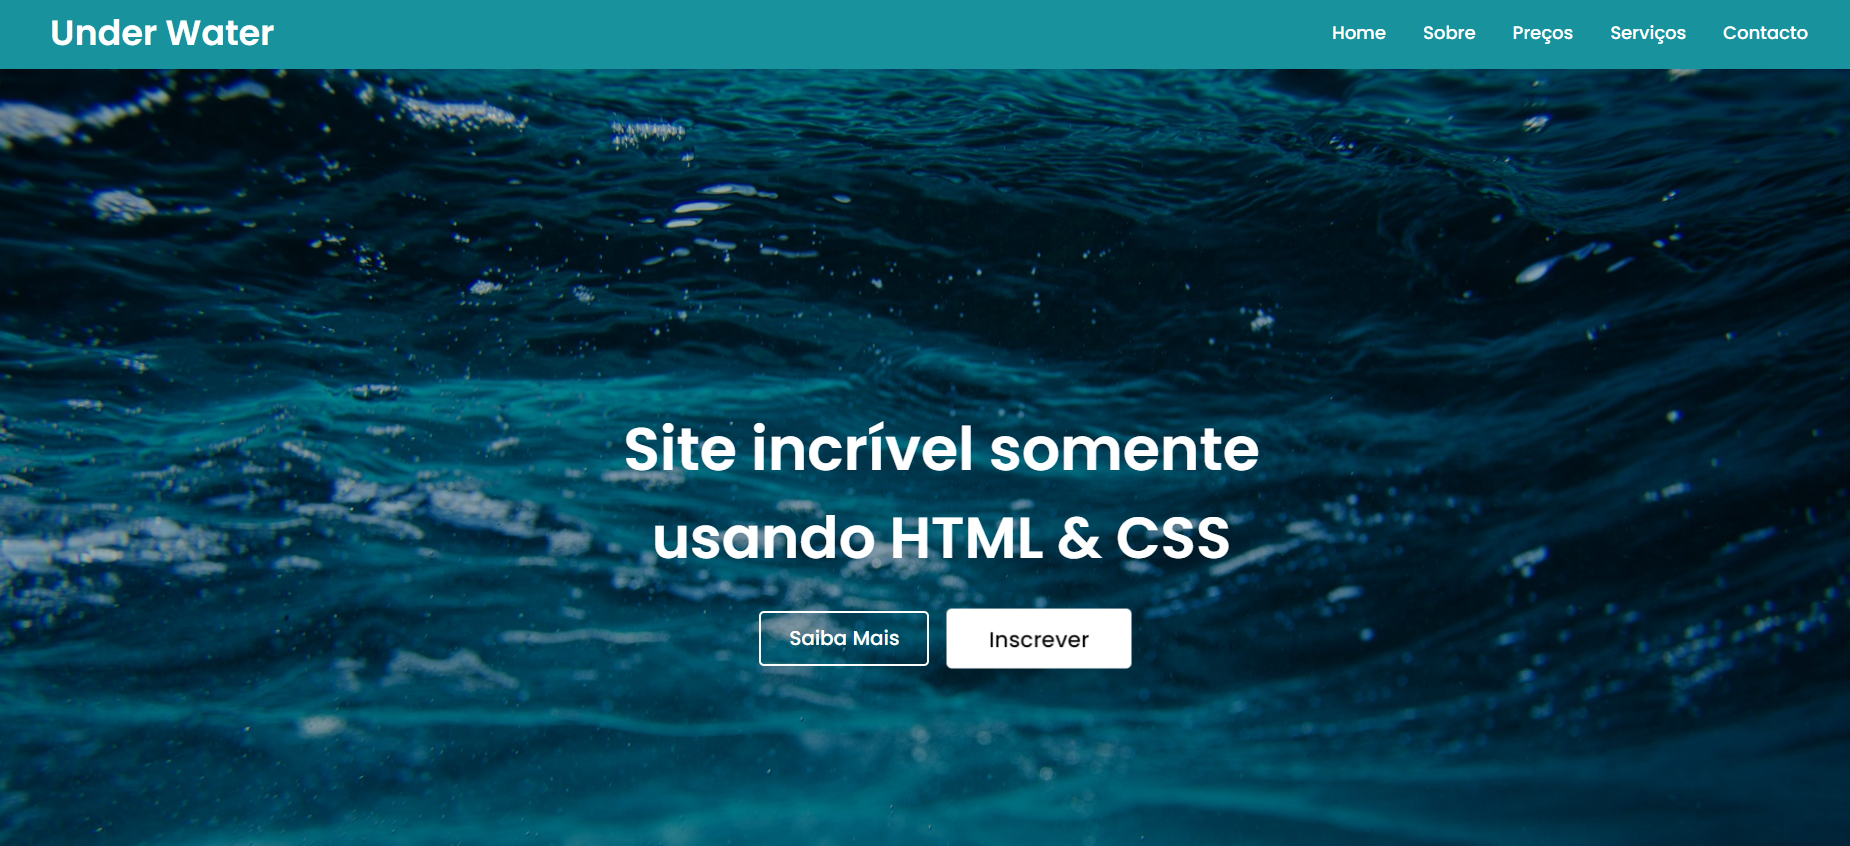 Under Water
Home Sobre Preços Serviços Contacto
Site incrível somente
usando HTML & CSS
Saiba Mais Inscrever